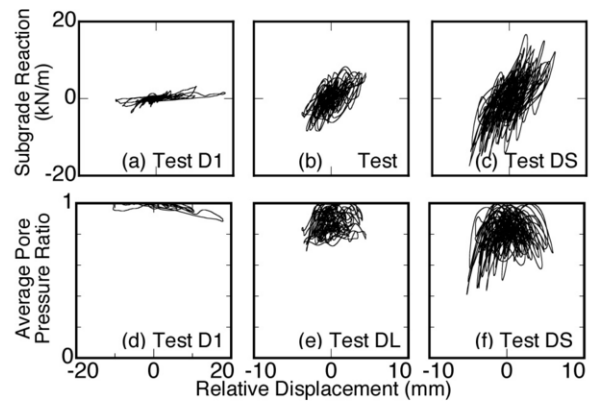 20
Subgrade Reaction
(kN/m)
0
-20
(a) Test D1
(b) Test
(c) Test DS
1
Average Pore
Pressure Ratio
0
(d) Test D1
(e) Test DL
(f) Test DS
-20 0 20
-10 0 10
-10 0 10
Relative Displacement (mm)